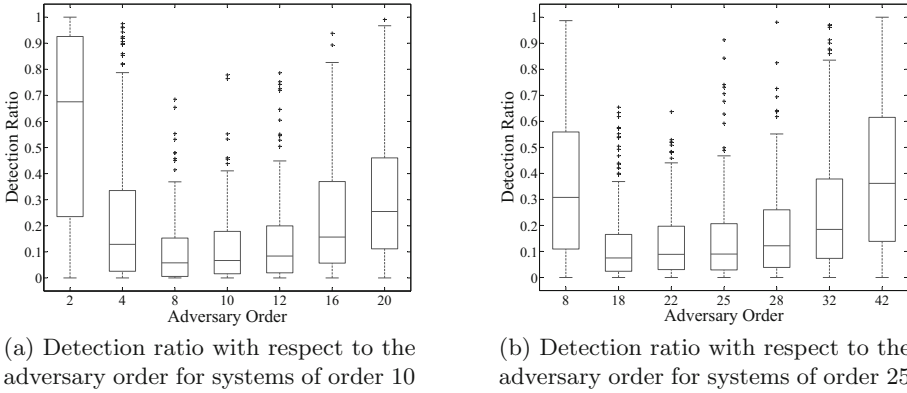 1
0.9
0.8
0.7
0.6
0.5
0.4
0.3
0.2
0.1
0
Detection Ratio
2 4 8 10 12 16 20
Adversary Order
(a) Detection ratio with respect to the
adversary order for systems of order 10
1
0.9
0.8
0.7
0.6
0.5
0.4
0.3
0.2
0.1
0
Detection Ratio
8 18 22 25 28 32 42
Adversary Order
(b) Detection ratio with respect to the
adversary order for systems of order 25